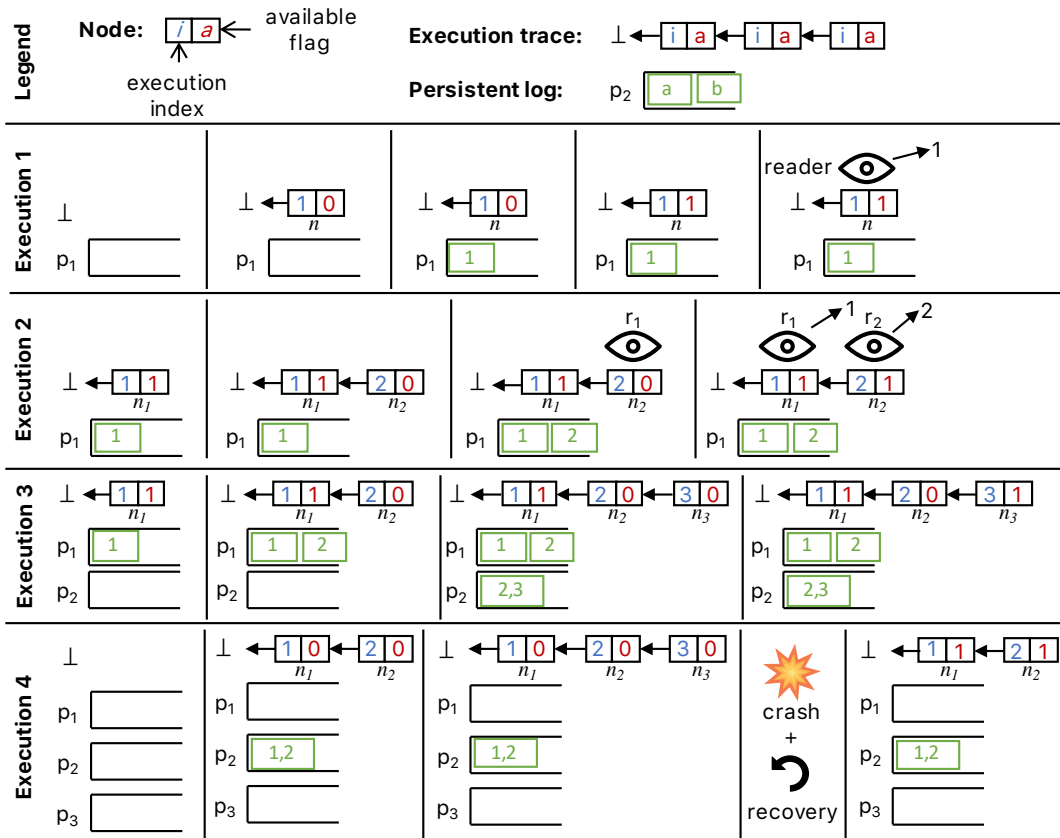 Legend
Node: i a available flag
execution index
Execution trace: ⊥ i a i a i a
Persistent log: p2 a b
Execution 1
⊥
p1
⊥ 1 0
n
p1
⊥ 1 0
n
p1 1
⊥ 1 1
n
p1 1
reader 1
⊥ 1 1
n
p1 1
Execution 2
⊥ 1 1
n1
p1 1
⊥ 1 1 2 0
n1 n2
p1 1
r1
⊥ 1 1 2 0
n1 n2
p1 1 2
r1 1 r2 2
⊥ 1 1 2 1
n1 n2
p1 1 2
Execution 3
⊥ 1 1
n1
p1 1
p2
⊥ 1 1 2 0
n1 n2
p1 1 2
p2
⊥ 1 1 2 0 3 0
n1 n2 n3
p1 1 2
p2 2,3
⊥ 1 1 2 0 3 1
n1 n2 n3
p1 1 2
p2 2,3
Execution 4
⊥
p1
p2
p3
⊥ 1 0 2 0
n1 n2
p1
p2 1,2
p3
⊥ 1 0 2 0 3 0
n1 n2 n3
p1
p2 1,2
p3
crash
+
recovery
⊥ 1 1 2 1
n1 n2
p1
p2 1,2
p3